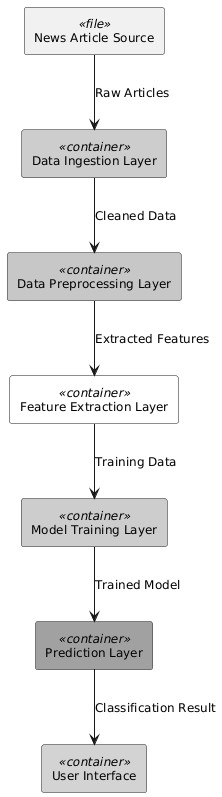 «file»
News Article Source
Raw Articles
«container»
Data Ingestion Layer
Cleaned Data
«container»
Data Preprocessing Layer
Extracted Features
«container»
Feature Extraction Layer
Training Data
«container»
Model Training Layer
Trained Model
«container»
Prediction Layer
Classification Result
«container»
User Interface